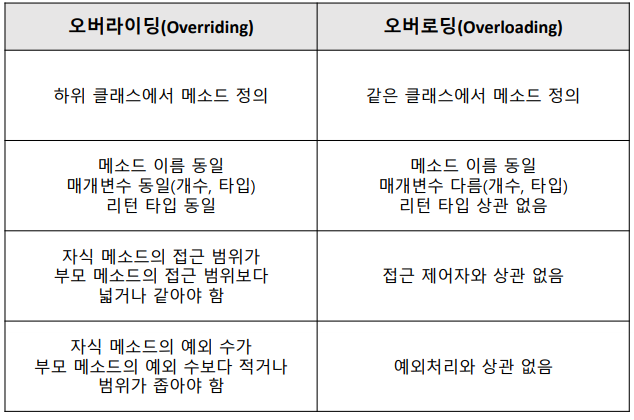 오버라이딩(Overriding)
오버로딩(Overloading)
하위 클래스에서 메소드 정의
같은 클래스에서 메소드 정의
메소드 이름 동일
매개변수 동일(개수, 타입)
리턴 타입 동일
메소드 이름 동일
매개변수 다름(개수, 타입)
리턴 타입 상관 없음
자식 메소드의 접근 범위가
부모 메소드의 접근 범위보다
넓거나 같아야 함
접근 제어자와 상관 없음
자식 메소드의 예외 수가
부모 메소드의 예외 수보다 적거나
범위가 좁아야 함
예외처리와 상관 없음